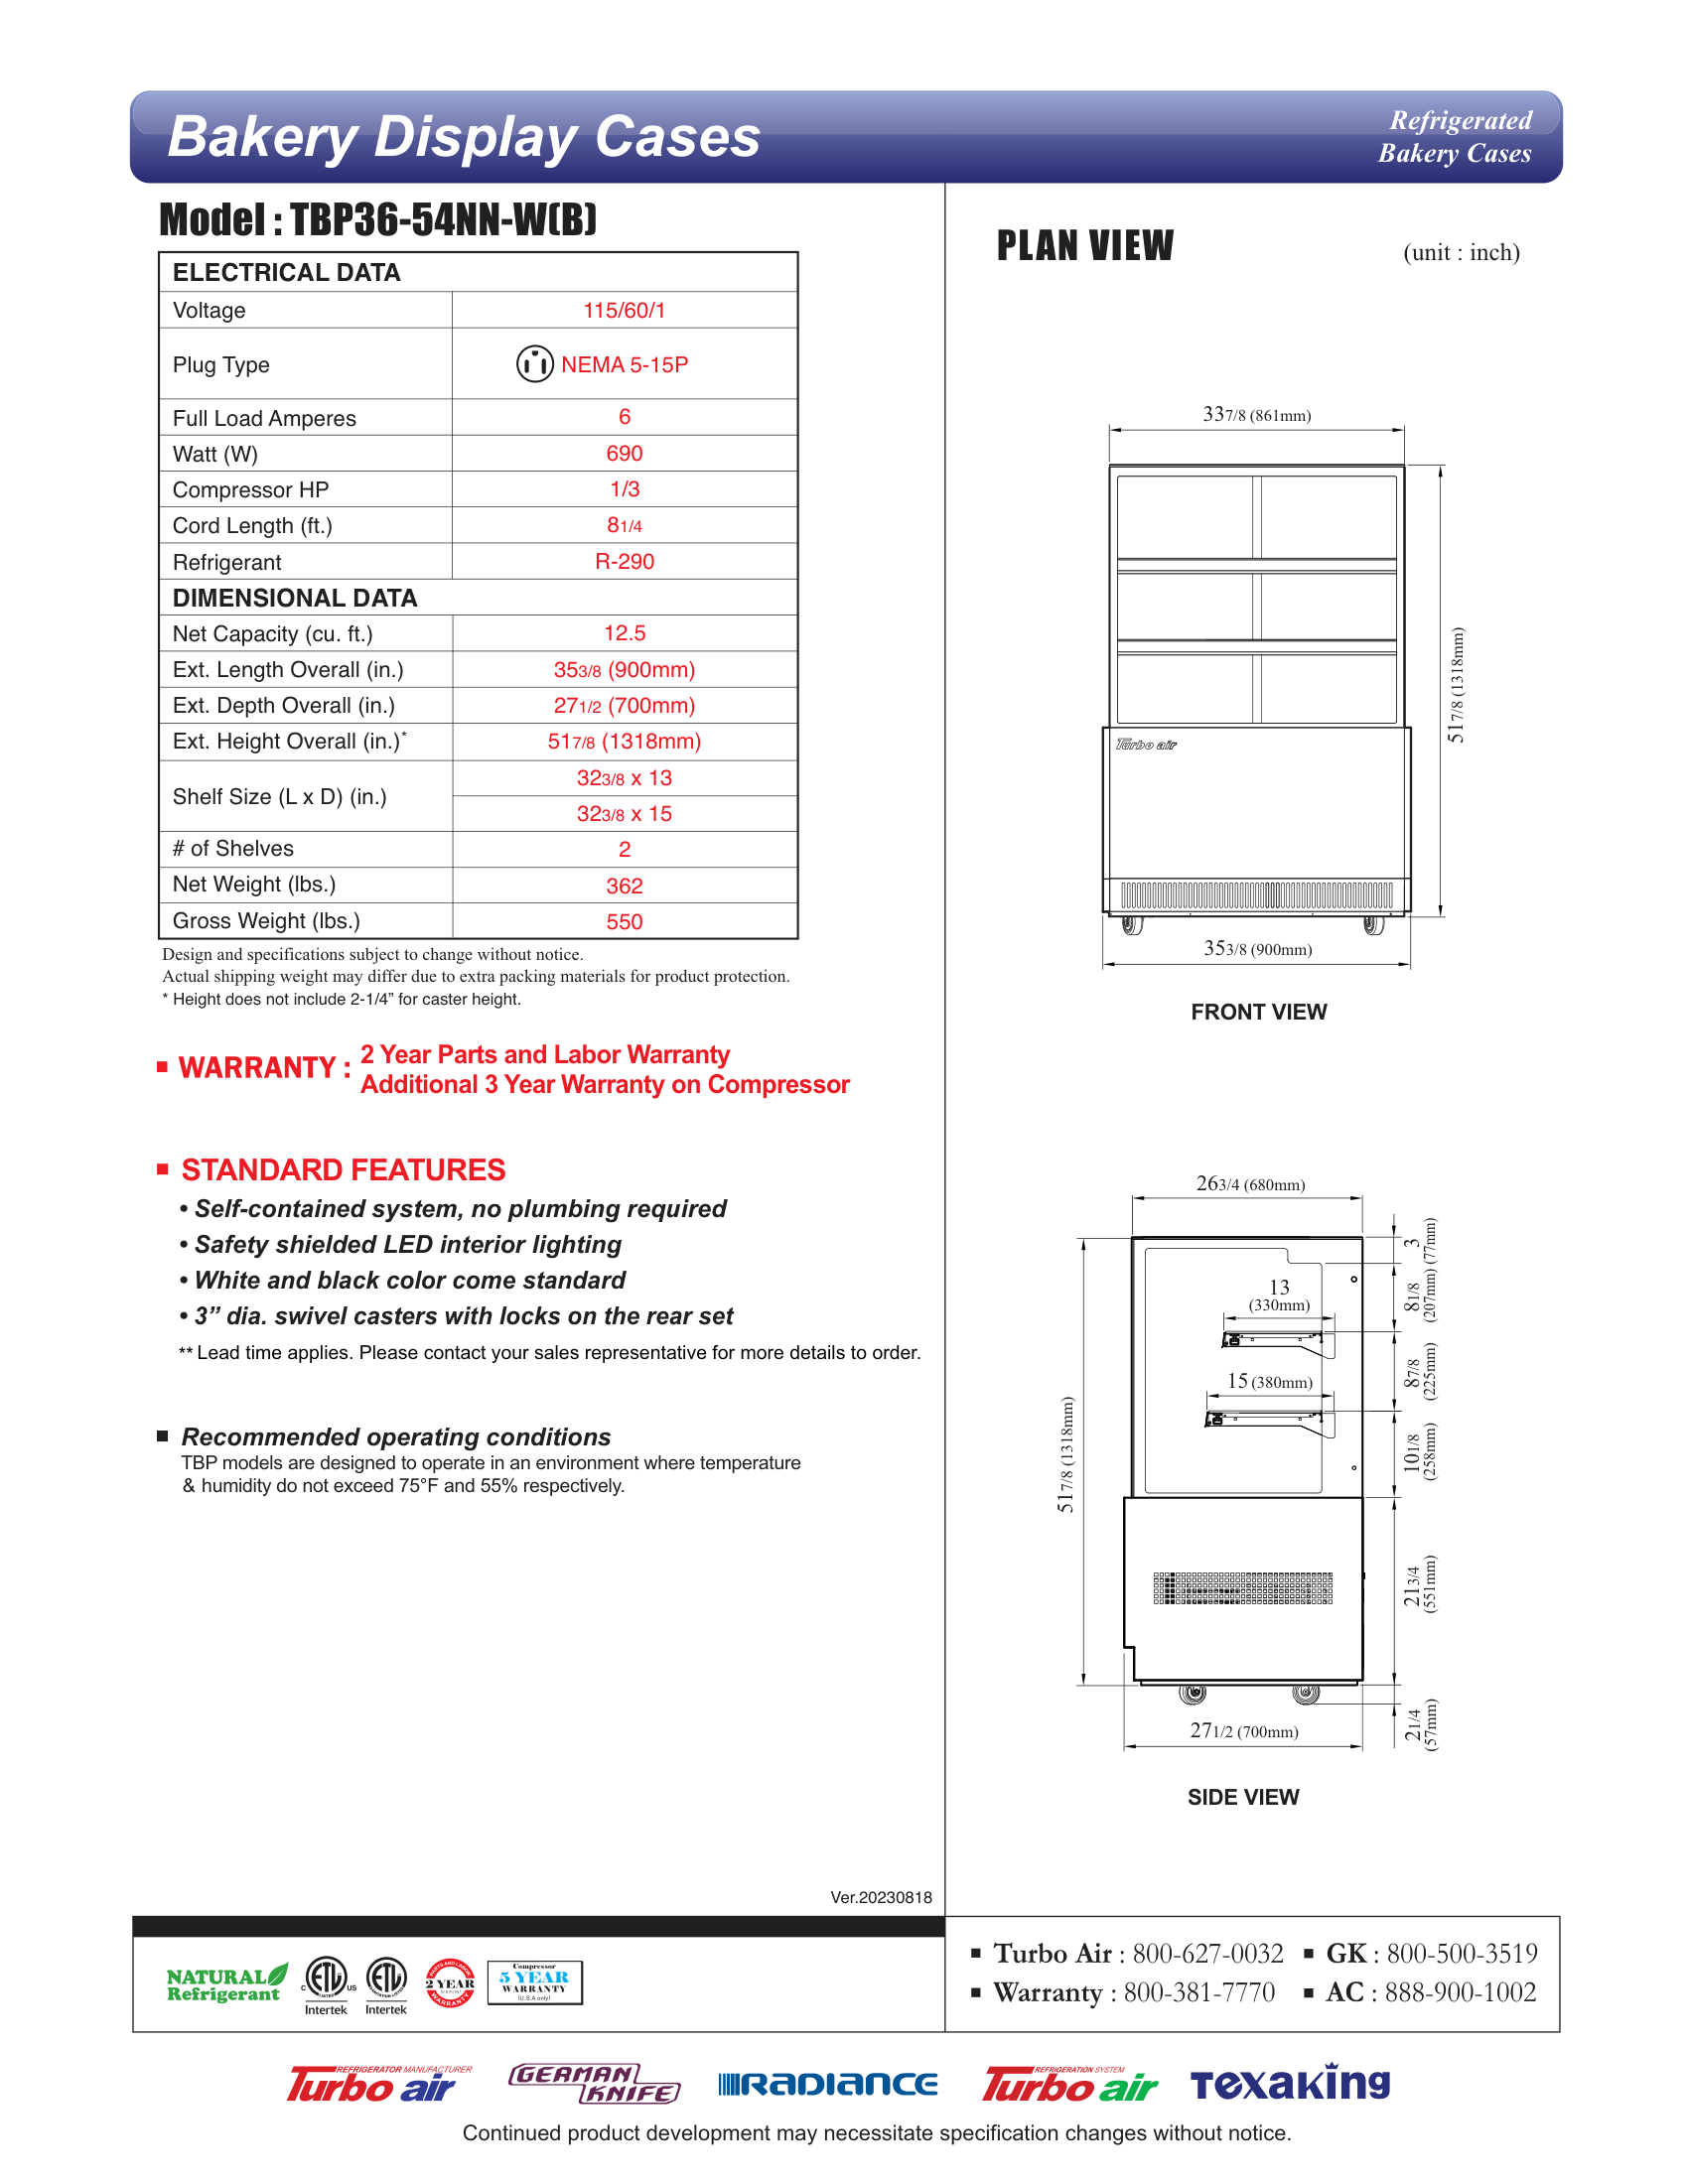 Bakery Display Cases
Refrigerated
Bakery Cases
Model : TBP36-54NN-W(B)
ELECTRICAL DATA
Voltage 115/60/1
Plug Type NEMA 5-15P
Full Load Amperes 6
Watt (W) 690
Compressor HP 1/3
Cord Length (ft.) 8 1/4
Refrigerant R-290
DIMENSIONAL DATA
Net Capacity (cu. ft.) 12.5
Ext. Length Overall (in.) 35 3/8 (900mm)
Ext. Depth Overall (in.) 27 1/2 (700mm)
Ext. Height Overall (in.)* 51 7/8 (1318mm)
Shelf Size (L x D) (in.) 32 3/8 x 13
32 3/8 x 15
# of Shelves 2
Net Weight (lbs.) 362
Gross Weight (lbs.) 550
Design and specifications subject to change without notice.
Actual shipping weight may differ due to extra packing materials for product protection.
* Height does not include 2-1/4” for caster height.
■ WARRANTY : 2 Year Parts and Labor Warranty
Additional 3 Year Warranty on Compressor
■ STANDARD FEATURES
• Self-contained system, no plumbing required
• Safety shielded LED interior lighting
• White and black color come standard
• 3” dia. swivel casters with locks on the rear set
** Lead time applies. Please contact your sales representative for more details to order.
■ Recommended operating conditions
TBP models are designed to operate in an environment where temperature
& humidity do not exceed 75°F and 55% respectively.
Ver.20230818
PLAN VIEW
(unit : inch)
33 7/8 (861mm)
51 7/8 (1318mm)
Turbo air
35 3/8 (900mm)
FRONT VIEW
26 3/4 (680mm)
3 (77mm)
8 1/8 (207mm)
13
(330mm)
8 7/8 (225mm)
15 (380mm)
10 1/8 (258mm)
51 7/8 (1318mm)
21 3/4 (551mm)
2 1/4 (57mm)
27 1/2 (700mm)
SIDE VIEW
NATURAL
Refrigerant
C ETL US
Intertek
ETL
Intertek
PARTS AND LABOR
2 YEAR
WARRANTY
Compressor
5 YEAR
WARRANTY
(U.S.A only)
■ Turbo Air : 800-627-0032 ■ GK : 800-500-3519
■ Warranty : 800-381-7770 ■ AC : 888-900-1002
REFRIGERATOR MANUFACTURER
Turbo air
GERMAN
KNIFE
RADIANCE
REFRIGERATION SYSTEM
Turbo air
TEXAKING
Continued product development may necessitate specification changes without notice.